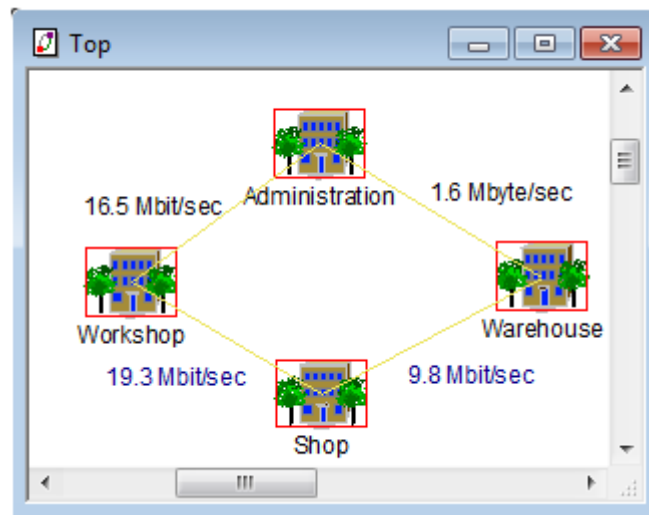 Top
Administration
16.5 Mbit/sec
1.6 Mbyte/sec
Workshop
Warehouse
19.3 Mbit/sec
9.8 Mbit/sec
Shop